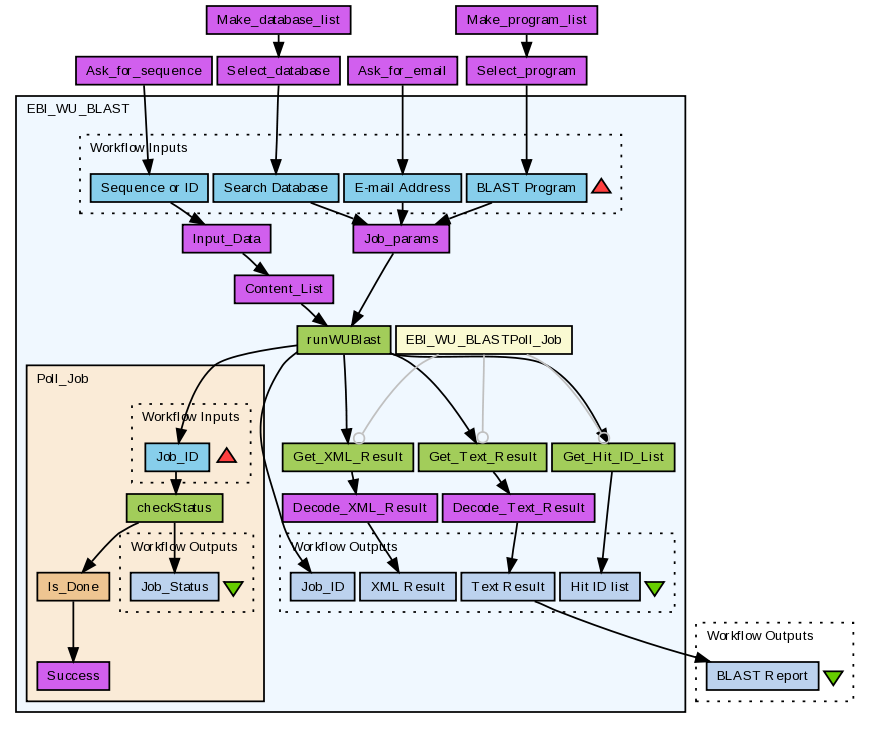 Make_database_list
Make_program_list
Ask_for_sequence
Select_database
Ask_for_email
Select_program
EBI_WU_BLAST
Workflow Inputs
Sequence or ID
Search Database
E-mail Address
BLAST Program
Input_Data
Job_params
Content_List
runWUBlast
EBI_WU_BLASTPoll_Job
Poll_Job
Workflow Inputs
Job_ID
Get_XML_Result
Get_Text_Result
Get_Hit_ID_List
checkStatus
Decode_XML_Result
Decode_Text_Result
Workflow Outputs
Workflow Outputs
Is_Done
Job_Status
Job_ID
XML Result
Text Result
Hit ID list
Workflow Outputs
Success
BLAST Report